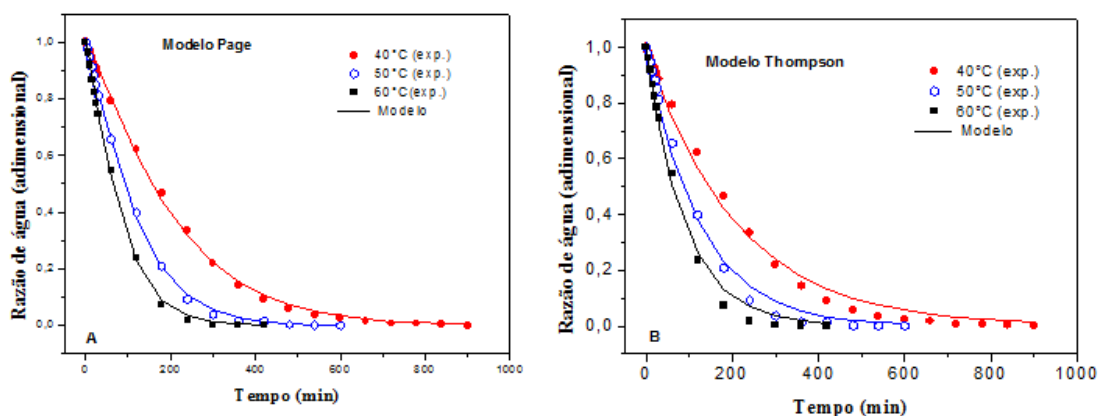 Modelo Page
40°C (exp.)
50°C (exp.)
60°C(exp.)
Modelo
Razão de água (adimensional)
1,0
0,8
0,6
0,4
0,2
0,0
A
0
200
400
600
800
1000
Tempo (min)
Modelo Thompson
40°C (exp.)
50°C (exp.)
60°C (exp.)
Modelo
Razão de água (adimensional)
1,0
0,8
0,6
0,4
0,2
0,0
B
0
200
400
600
800
1000
Tempo (min)